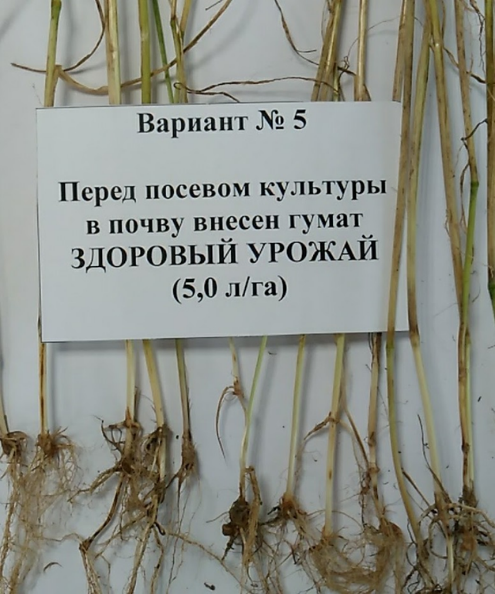 Вариант № 5
Перед посевом культуры
в почву внесен гумат
ЗДОРОВЫЙ УРОЖАЙ
(5,0 л/га)